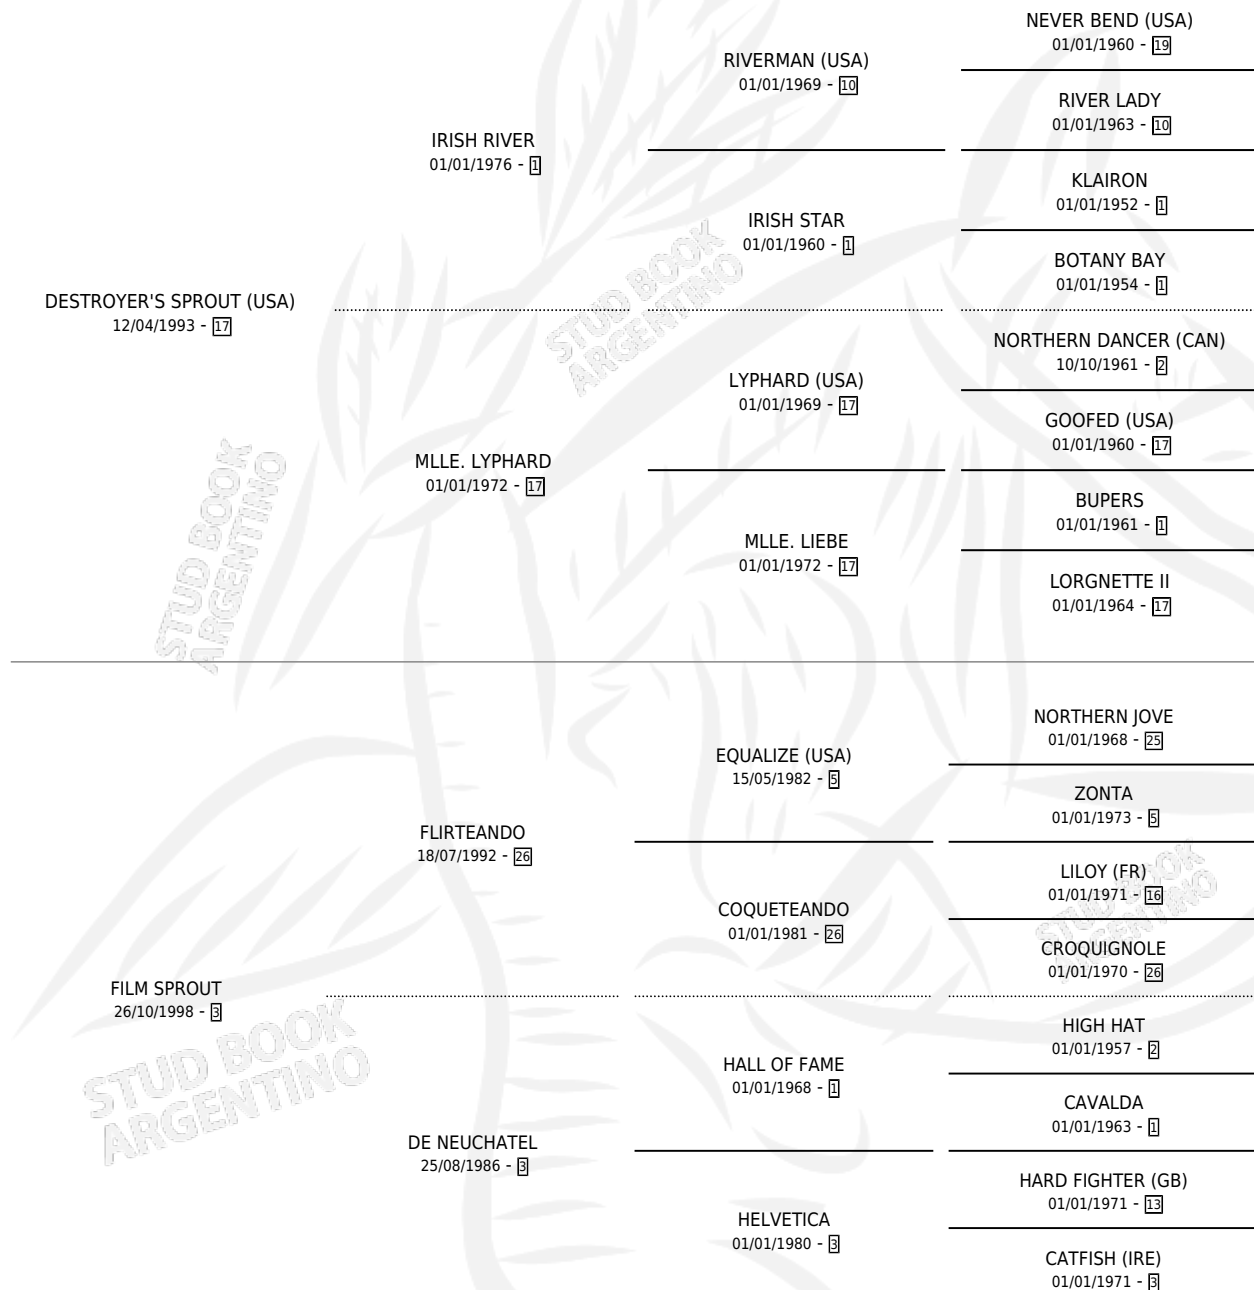 NEVER BEND (USA)
01/01/1960 - 19
RIVERMAN (USA)
01/01/1969 - 10
RIVER LADY
01/01/1963 - 10
IRISH RIVER
01/01/1976 - 1
KLAIRON
01/01/1952 - 1
IRISH STAR
01/01/1960 - 1
BOTANY BAY
01/01/1954 - 1
DESTROYER'S SPROUT (USA)
12/04/1993 - 17
NORTHERN DANCER (CAN)
10/10/1961 - 2
LYPHARD (USA)
01/01/1969 - 17
GOOFED (USA)
01/01/1960 - 17
MLLE. LYPHARD
01/01/1972 - 17
BUPERS
01/01/1961 - 1
MLLE. LIEBE
01/01/1972 - 17
LORGNETTE II
01/01/1964 - 17
STUD BOOK
ARGENTINO
STUD BOOK
ARGENTINO
NORTHERN JOVE
01/01/1968 - 25
EQUALIZE (USA)
15/05/1982 - 5
ZONTA
01/01/1973 - 5
FLIRTEANDO
18/07/1992 - 26
LILOY (FR)
01/01/1971 - 16
COQUETEANDO
01/01/1981 - 26
CROQUIGNOLE
01/01/1970 - 26
STUD BOOK
ARGENTINO
FILM SPROUT
26/10/1998 - 3
HIGH HAT
01/01/1957 - 2
HALL OF FAME
01/01/1968 - 1
CAVALDA
01/01/1963 - 1
DE NEUCHATEL
25/08/1986 - 3
HARD FIGHTER (GB)
01/01/1971 - 13
HELVETICA
01/01/1980 - 3
CATFISH (IRE)
01/01/1971 - 3
STUD BOOK
ARGENTINO